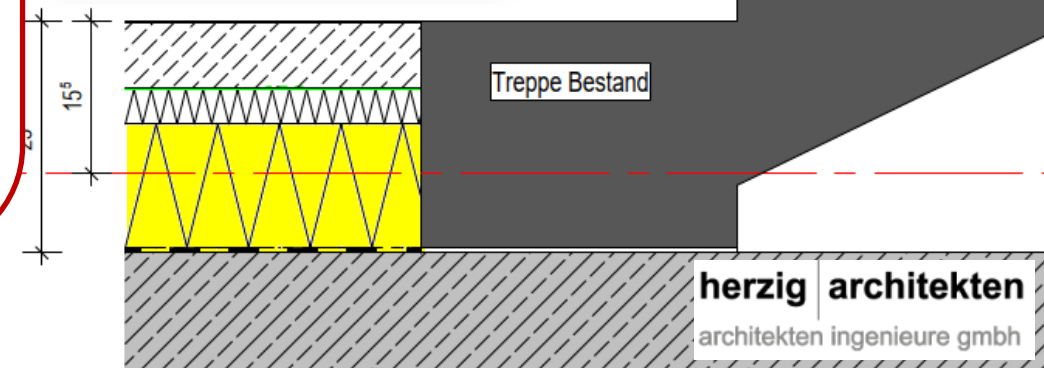 15⁵
Treppe Bestand
herzig architekten
architekten ingenieure gmbh